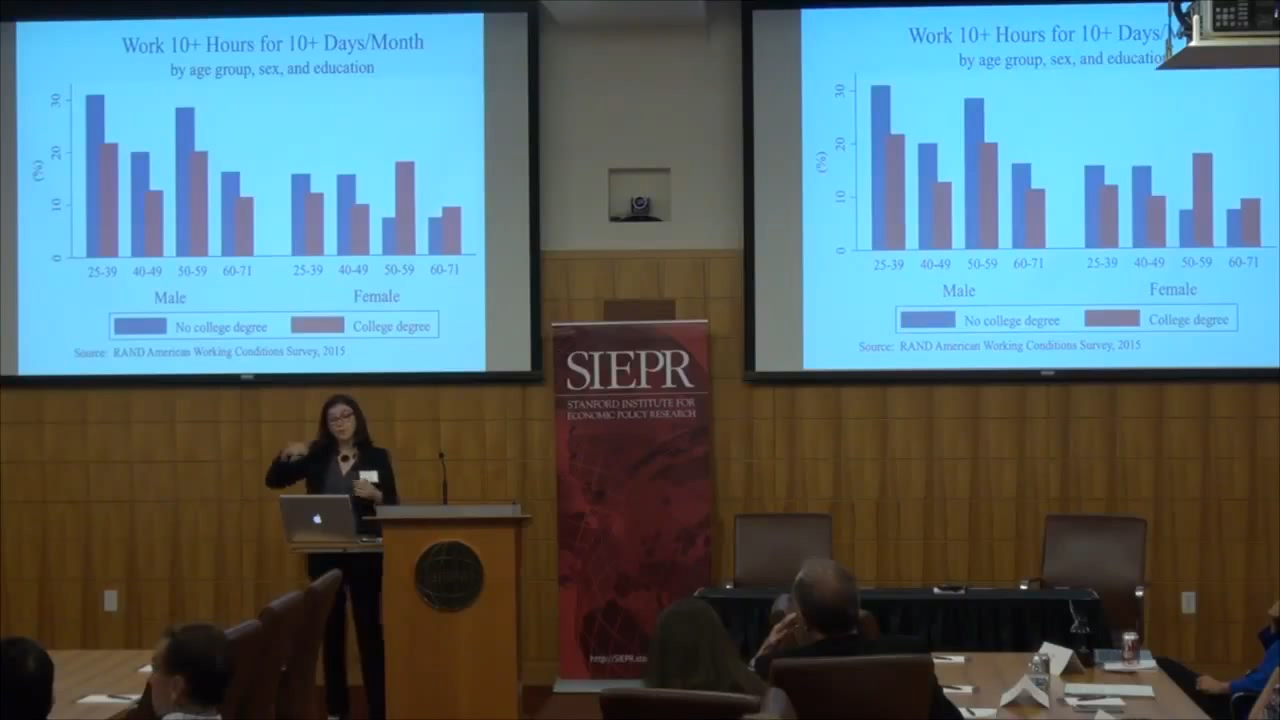 Work 10+ Hours for 10+ Days/Month
by age group, sex, and education
(%)
30
20
10
0
25-39 40-49 50-59 60-71 25-39 40-49 50-59 60-71
Male Female
No college degree College degree
Source: RAND American Working Conditions Survey, 2015
Work 10+ Hours for 10+ Days/
by age group, sex, and education
(%)
30
20
10
0
25-39 40-49 50-59 60-71 25-39 40-49 50-59 60-71
Male Female
No college degree College degree
Source: RAND American Working Conditions Survey, 2015
SIEPR
STANFORD INSTITUTE FOR
ECONOMIC POLICY RESEARCH
http://SIEPR.sta